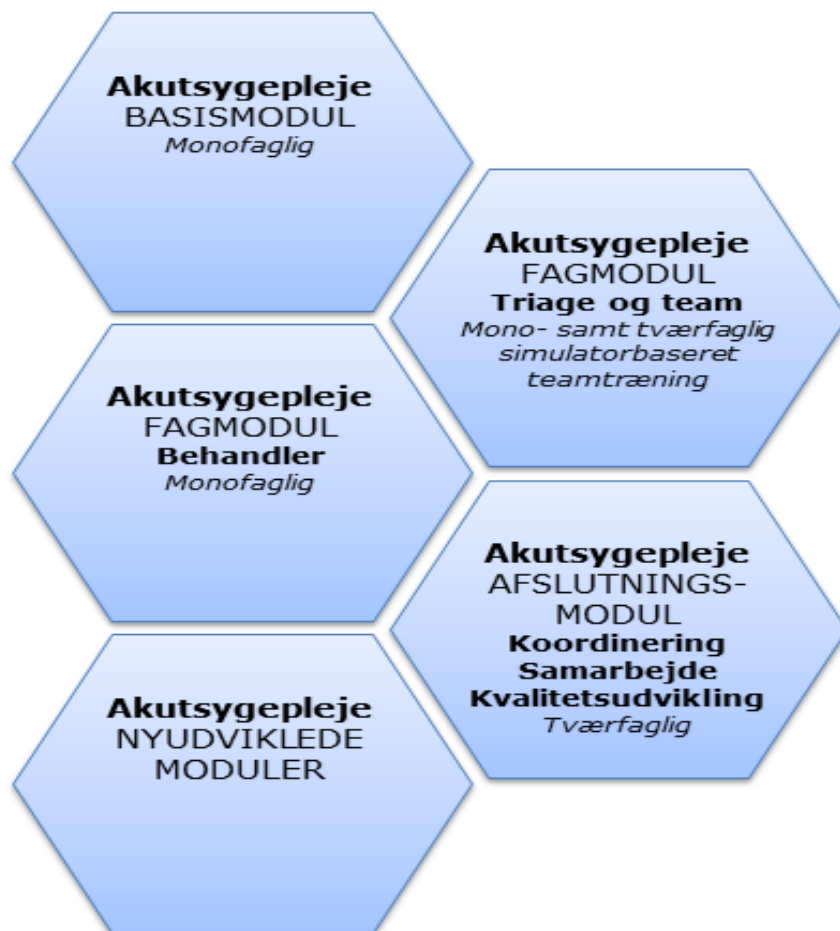 Akutsygepleje
BASISMODUL
Monofaglig
Akutsygepleje
FAGMODUL
Triage og team
Mono- samt tværfaglig
simulatorbaseret
teamtræning
Akutsygepleje
FAGMODUL
Behandler
Monofaglig
Akutsygepleje
AFSLUTNINGS-
MODUL
Koordinering
Samarbejde
Kvalitetsudvikling
Tværfaglig
Akutsygepleje
NYUDVIKLEDE
MODULER